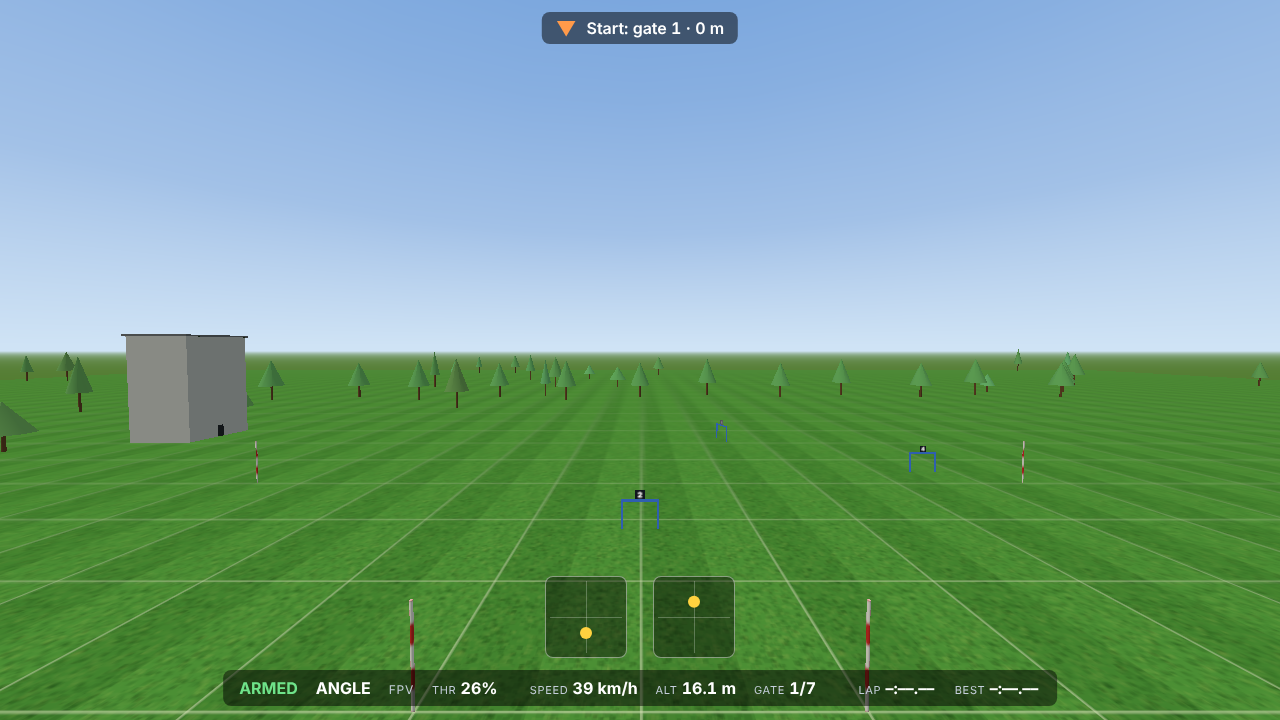 Start: gate 1 · 0 m
2
ARMED ANGLE FPV THR 26% SPEED 39 km/h ALT 16.1 m GATE 1/7 LAP –:––.–– BEST –:––.––